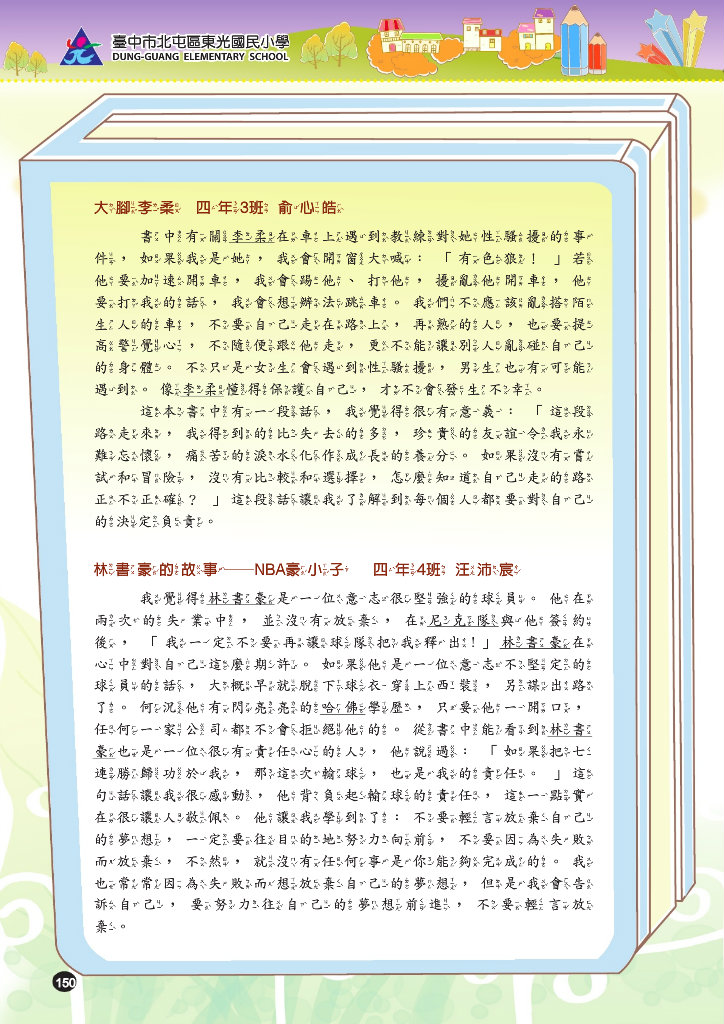 臺中市北屯區東光國民小學
DUNG-GUANG ELEMENTARY SCHOOL
大腳李柔 四年3班 俞心皓
書中有關李柔在車上遇到教練對她性騷擾的事
件，如果我是她，我會開窗大喊：「有色狼！」若
他要加速開車，我會踢他、打他，擾亂他開車，他
要打我的話，我會想辦法跳車。我們不應該亂搭陌
生人的車，不要自己走在路上，再熟的人，也要提
高警覺心，不隨便跟他走，更不能讓別人亂碰自己
的身體。不只是女生會遇到性騷擾，男生也有可能
遇到。像李柔懂得保護自己，才不會發生不幸。
這本書中有一段話，我覺得很有意義：「這段
路走來，我得到的比失去的多，珍貴的友誼令我永
難忘懷，痛苦的淚水化作成長的養分。如果沒有嘗
試和冒險，沒有比較和選擇，怎麼知道自己走的路
正不正確？」這段話讓我了解到每個人都要對自己
的決定負責。
林書豪的故事──NBA豪小子 四年4班 汪沛宸
我覺得林書豪是一位意志很堅強的球員。他在
兩次的失業中，並沒有放棄，在尼克隊與他簽約
後，「我一定不要再讓球隊把我釋出！」林書豪在
心中對自己這麼期許。如果他是一位意志不堅定的
球員的話，大概早就脫下球衣穿上西裝，另謀出路
了。何況他有閃亮亮的哈佛學歷，只要他一開口，
任何一家公司都不會拒絕他的。從書中能看到林書
豪也是一位很有責任心的人，他說過：「如果把七
連勝歸功於我，那這次輸球，也是我的責任。」這
句話讓我很感動，他背負起輸球的責任，這一點實
在很讓人敬佩。他讓我學到了：不要輕言放棄自己
的夢想，一定要往目的地努力向前，不要因為失敗
而放棄，不然，就沒有任何事是你能夠完成的。我
也常常因為失敗而想放棄自己的夢想，但是我會告
訴自己，要努力往自己的夢想前進，不要輕言放
棄。
150